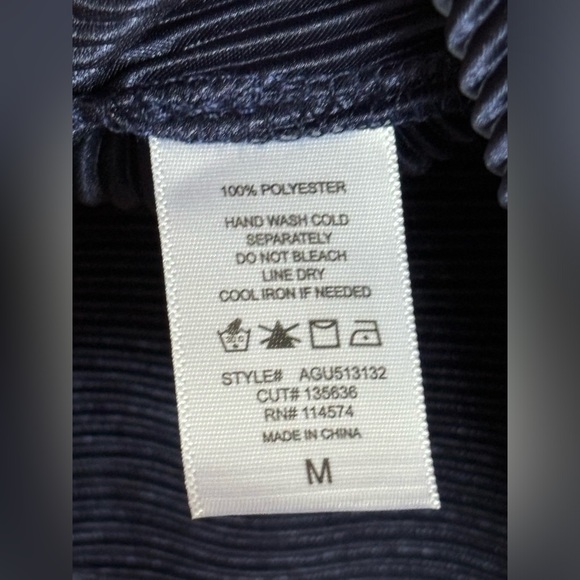 100% POLYESTER
HAND WASH COLD
SEPARATELY
DO NOT BLEACH
LINE DRY
COOL IRON IF NEEDED
STYLE# AGU513132
CUT# 135636
RN# 114574
MADE IN CHINA
M